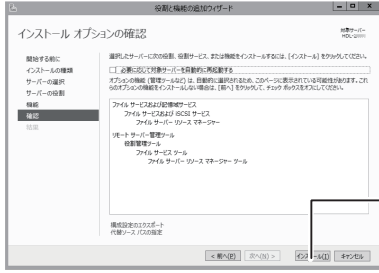 役割と機能の追加ウィザード
インストール オプションの確認
対象サーバー
開始する前に
インストールの種類
サーバーの選択
サーバーの役割
機能
確認
結果
選択したサーバーに次の役割、役割サービス、または機能をインストールするには、[インストール] をクリックしてください。
必要に応じて対象サーバーを自動的に再起動する
オプションの機能 (管理ツールなど) は、自動的に選択されるため、このページに表示されている可能性があります。これ
らのオプションの機能をインストールしない場合は、[前へ] をクリックして、チェック ボックスをオフにしてください。
ファイル サービスおよび記憶域サービス
ファイル サービスおよび iSCSI サービス
ファイル サーバー リソース マネージャー
リモート サーバー管理ツール
役割管理ツール
ファイル サービス ツール
ファイル サーバー リソース マネージャー ツール
構成設定のエクスポート
代替ソース パスの指定
< 前へ(P) 次へ(N) > インストール(I) キャンセル